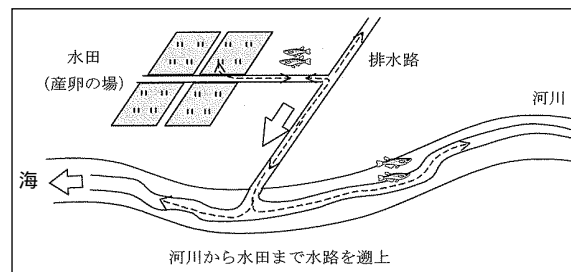 水田
(産卵の場)
排水路
河川
海
河川から水田まで水路を遡上